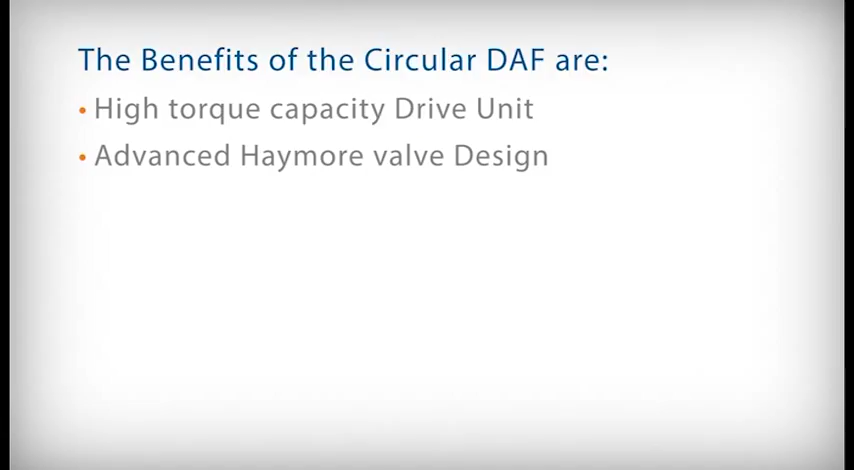 The Benefits of the Circular DAF are:
• High torque capacity Drive Unit
• Advanced Haymore valve Design